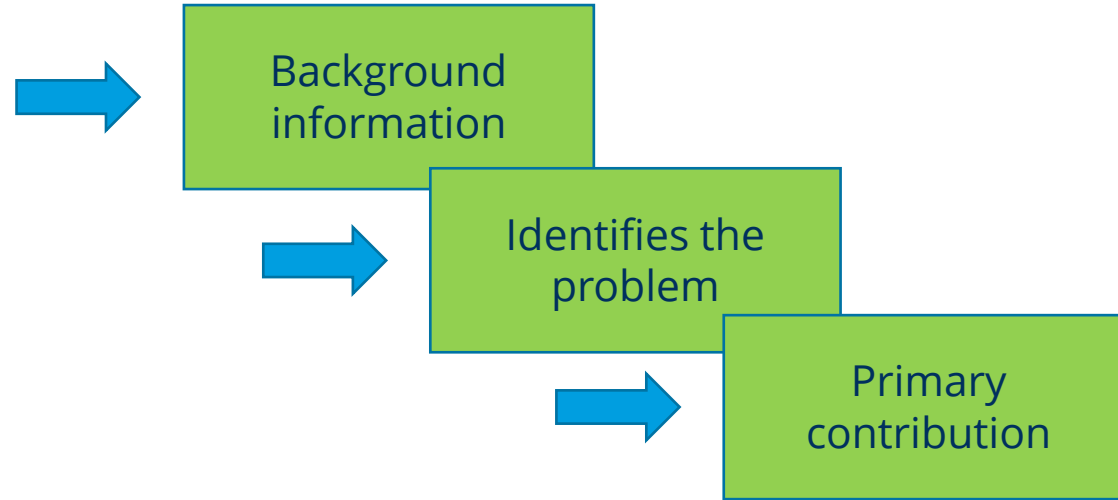 Background
information
Identifies the
problem
Primary
contribution